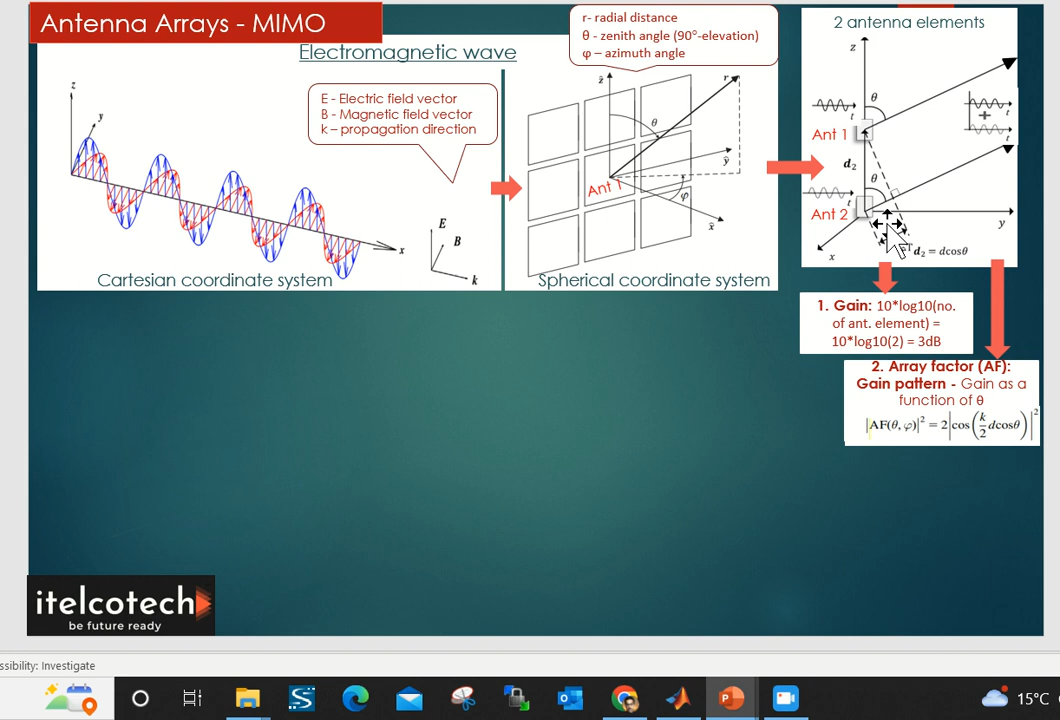 Antenna Arrays - MIMO
Electromagnetic wave
z
y
E - Electric field vector
B - Magnetic field vector
k – propagation direction
x
E
B
k
Cartesian coordinate system
r- radial distance
θ - zenith angle (90°-elevation)
φ – azimuth angle
ẑ
r
θ
ŷ
Ant 1
φ
x̂
Spherical coordinate system
2 antenna elements
z
θ
t
t
+
t
Ant 1
d₂
θ
t
Ant 2
y
x
d₂ = dcosθ
1. Gain: 10*log10(no.
of ant. element) =
10*log10(2) = 3dB
2. Array factor (AF):
Gain pattern - Gain as a
function of θ
|AF(θ, φ)|² = 2|cos(k/2 dcosθ)|²
itelcotech
be future ready
ssibility: Investigate
15°C